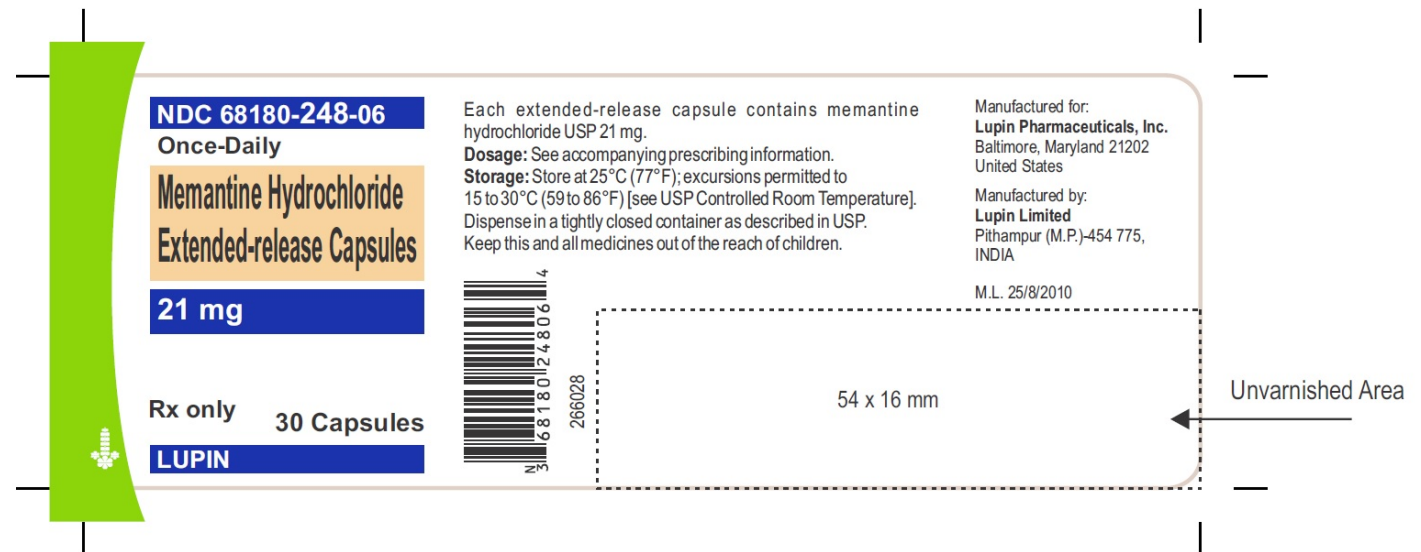 NDC 68180-248-06
Once-Daily
Memantine Hydrochloride
Extended-release Capsules
21 mg
Rx only
30 Capsules
LUPIN
Each extended-release capsule contains memantine
hydrochloride USP 21 mg.
Dosage: See accompanying prescribing information.
Storage: Store at 25°C (77°F); excursions permitted to
15 to 30°C (59 to 86°F) [see USP Controlled Room Temperature].
Dispense in a tightly closed container as described in USP.
Keep this and all medicines out of the reach of children.
N
3 68180 24806 4
266028
Manufactured for:
Lupin Pharmaceuticals, Inc.
Baltimore, Maryland 21202
United States
Manufactured by:
Lupin Limited
Pithampur (M.P.)-454 775,
INDIA
M.L. 25/8/2010
54 x 16 mm
Unvarnished Area